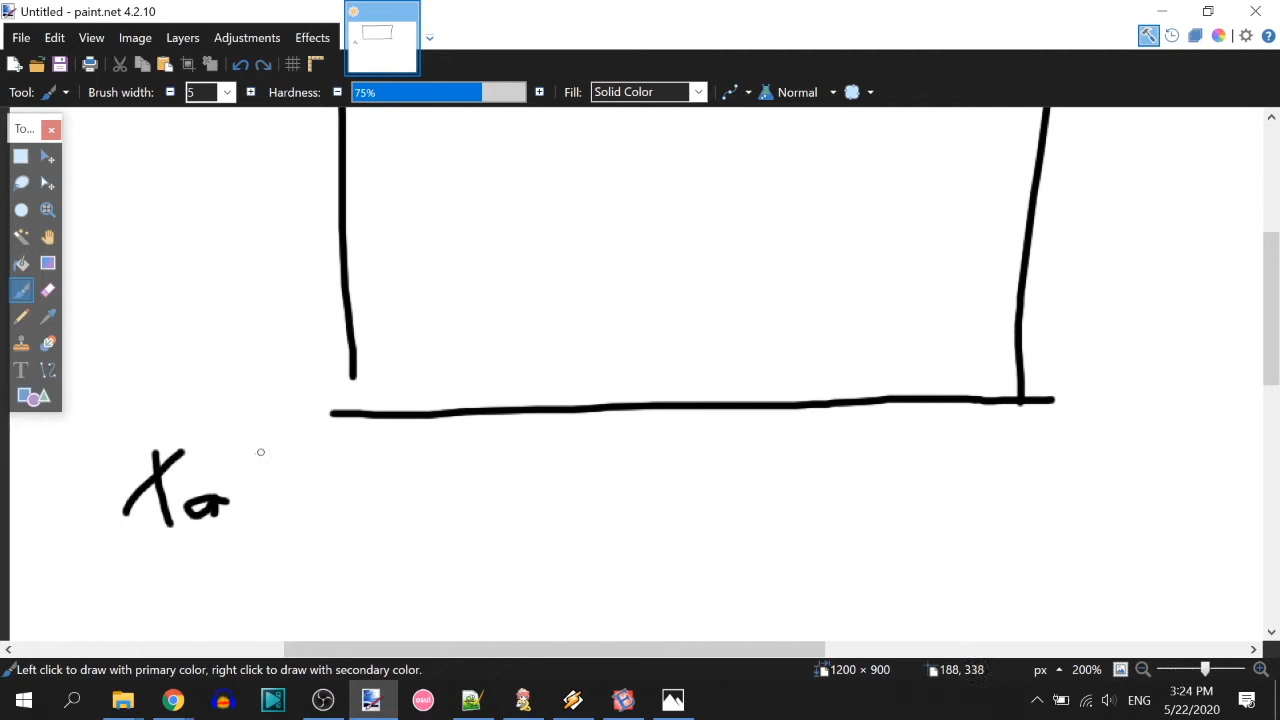 Untitled - paint.net 4.2.10
File Edit View Image Layers Adjustments Effects
Tool: Brush width: 5 Hardness: 75% Fill: Solid Color Normal
To...
Xa
Left click to draw with primary color, right click to draw with secondary color. 1200 × 900 188, 338 px 200%
osu! ENG 3:24 PM
5/22/2020